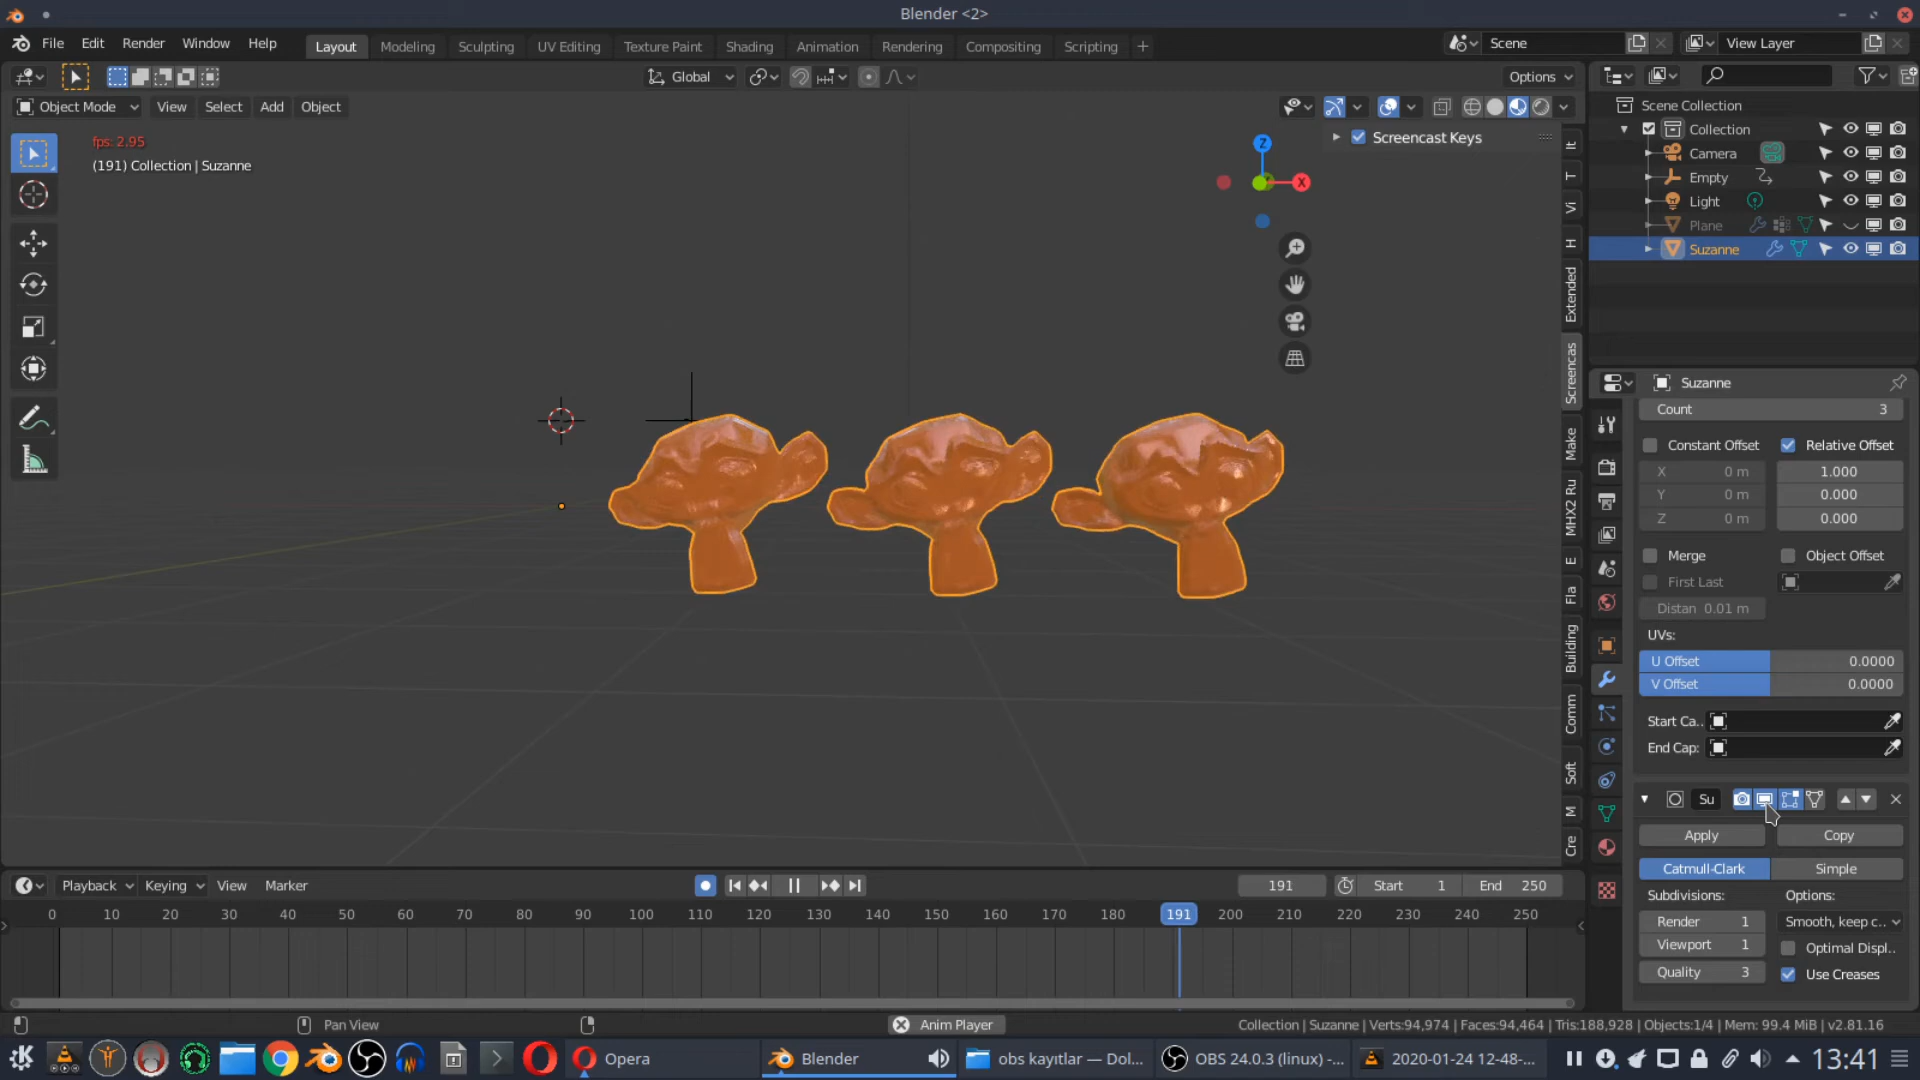 Blender <2>
File Edit Render Window Help
Layout Modeling Sculpting UV Editing Texture Paint Shading Animation Rendering Compositing Scripting +
Scene
View Layer
Global
Options
Object Mode View Select Add Object
fps: 2.95
(191) Collection | Suzanne
Screencast Keys
Z
X
It
T
Vi
H
Extended
Screencas
Make
MHX2 Ru
E
Fla
Building
Comm
Soft
M
Cre
Scene Collection
Collection
Camera
Empty
Light
Plane
Suzanne
Suzanne
Count 3
Constant Offset Relative Offset
X 0 m 1.000
Y 0 m 0.000
Z 0 m 0.000
Merge Object Offset
First Last
Distan 0.01 m
UVs:
U Offset 0.0000
V Offset 0.0000
Start Ca..
End Cap:
Su
Apply Copy
Catmull-Clark Simple
Subdivisions: Options:
Render 1 Smooth, keep c..
Viewport 1 Optimal Displ..
Quality 3 Use Creases
Playback Keying View Marker
191 Start 1 End 250
0 10 20 30 40 50 60 70 80 90 100 110 120 130 140 150 160 170 180 191 200 210 220 230 240 250
Pan View
Anim Player
Collection | Suzanne | Verts:94,974 | Faces:94,464 | Tris:188,928 | Objects:1/4 | Mem: 99.4 MiB | v2.81.16
Opera
Blender
obs kayıtlar — Dol...
OBS 24.0.3 (linux) -...
2020-01-24 12-48-...
13:41